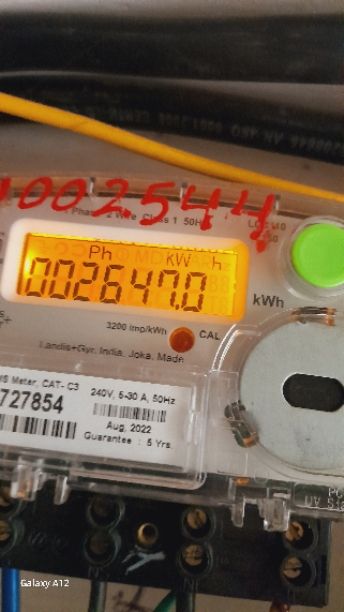 002544
Phase 2 Wire Class 1 50Hz
Ph MD KW h
002647.0
kWh
3200 imp/kWh
CAL
Landis+Gyr. India, Joka. Made
Meter, CAT- C3
240V, 5-30 A, 50Hz
727854
Aug, 2022
Guarantee : 5 Yrs.
Galaxy A12